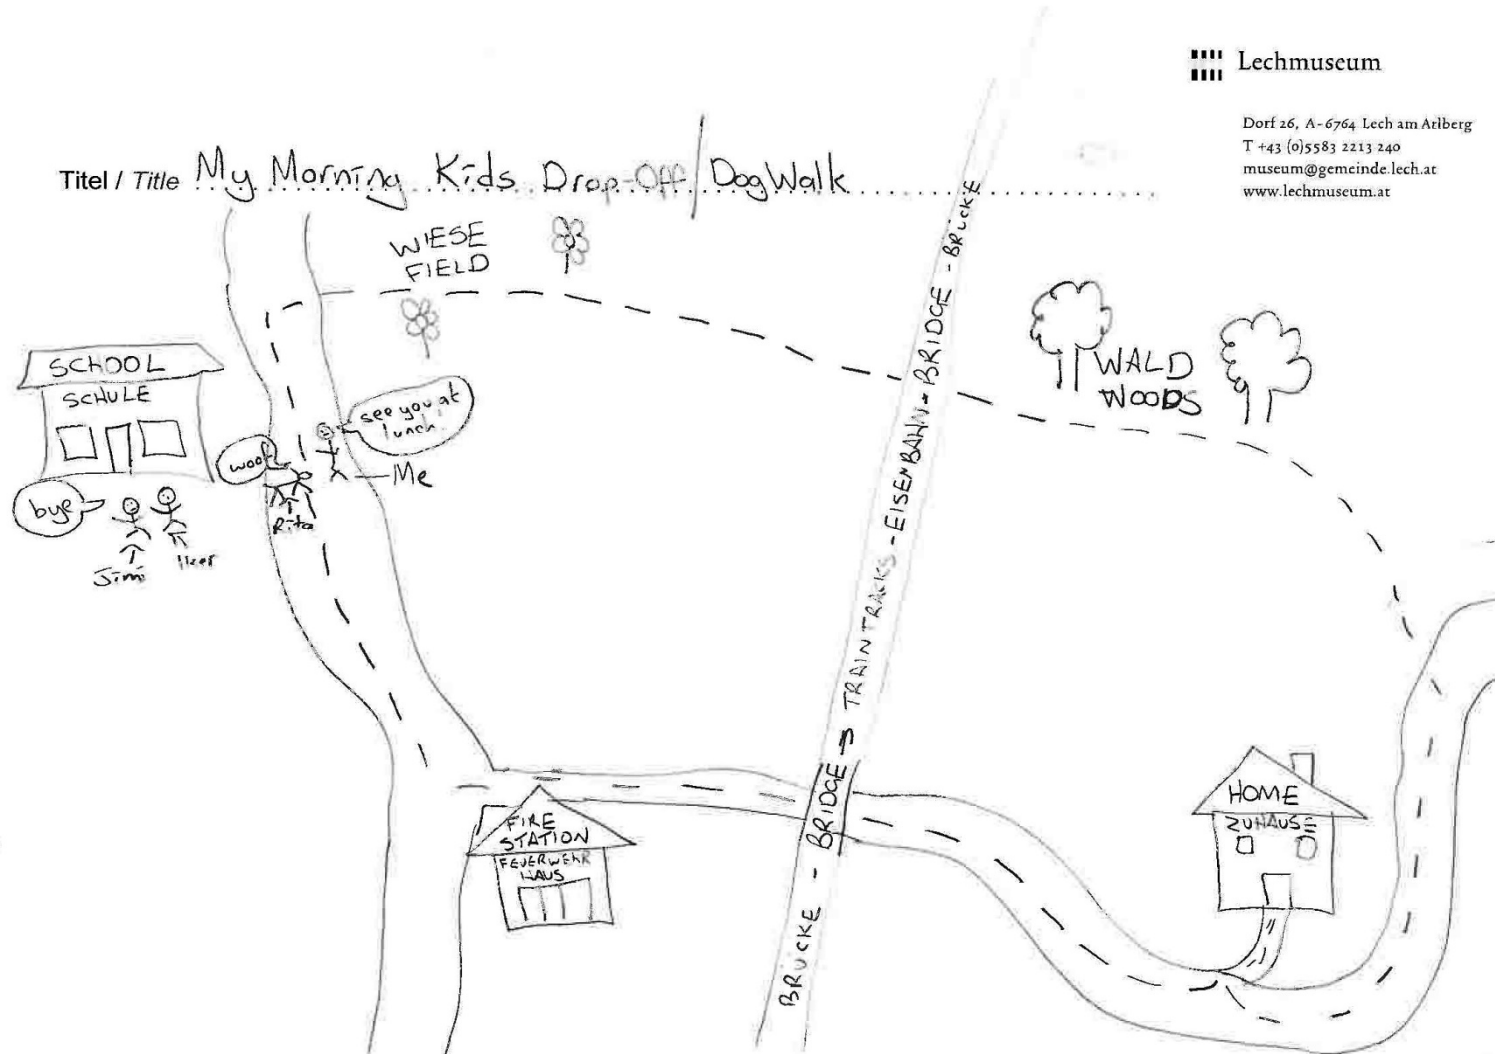 Lechmuseum
Dorf 26, A-6764 Lech am Arlberg
T +43 (0)5583 2213 240
museum@gemeinde.lech.at
www.lechmuseum.at
Titel / Title My Morning Kids Drop-Off / Dog Walk
WIESE
FIELD
SCHOOL
SCHULE
see you at
lunch!
woof
Me
bye
Rita
Jimi
Iker
WALD
WOODS
BRÜCKE - BRIDGE → TRAINTRACKS - EISENBAHN - BRIDGE - BRÜCKE
FIRE
STATION
FEUERWEHR
HAUS
HOME
ZUHAUSE